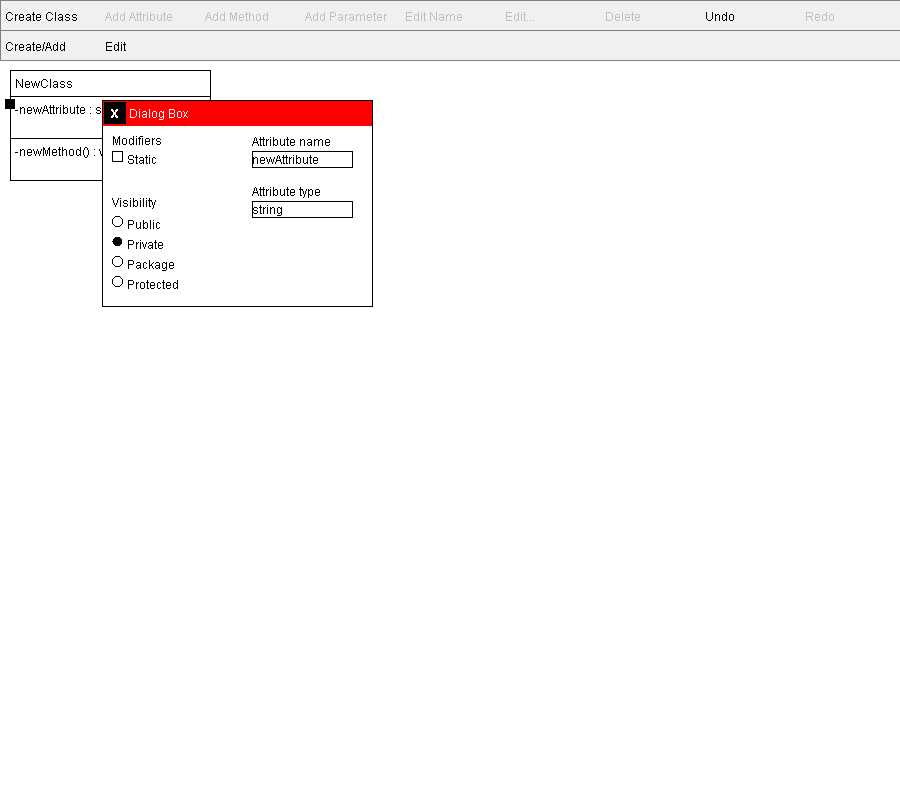 Create Class Add Attribute Add Method Add Parameter Edit Name Edit... Delete Undo Redo
Create/Add Edit
NewClass
-newAttribute : s
-newMethod() : v
X Dialog Box
Modifiers
Static
Visibility
Public
Private
Package
Protected
Attribute name
newAttribute
Attribute type
string